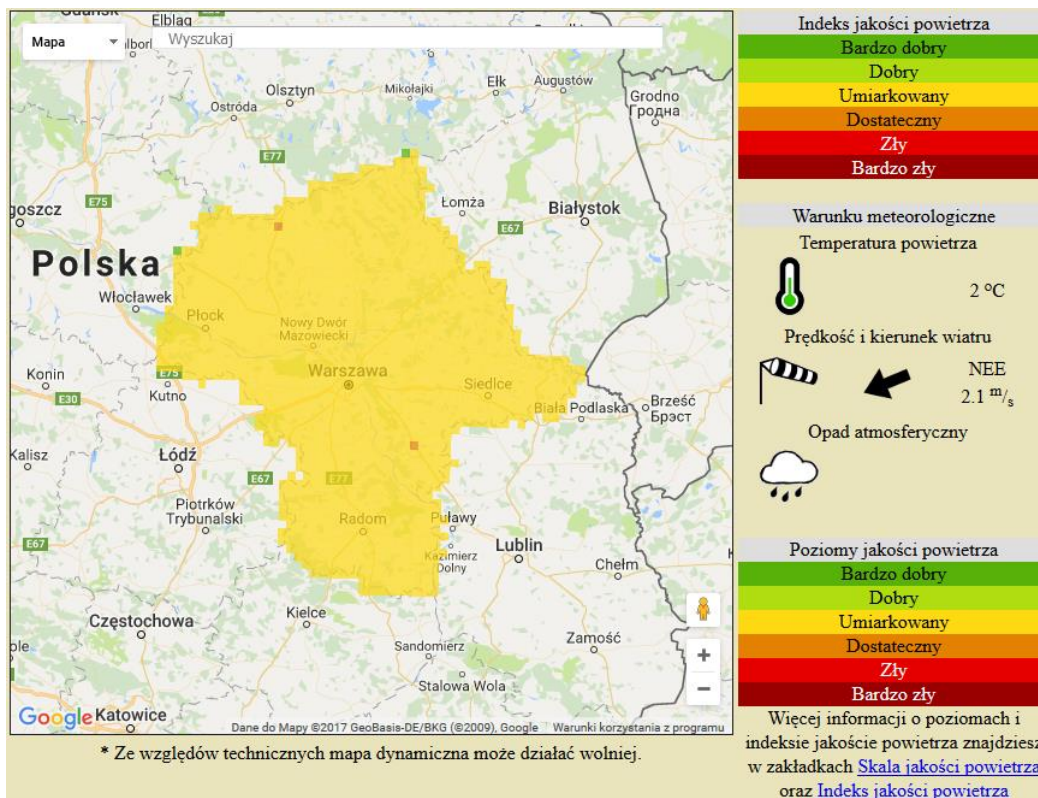 Gdańsk
Elbląg
Mapa
Wyszukaj
Olsztyn
Mikołajki
Ełk
Augustów
Ostróda
Grodno
Гродна
E77
Łomża
E75
goszcz
Białystok
E67
Polska
Włocławek
Płock
Nowy Dwór
Mazowiecki
Konin
E75
Warszawa
Siedlce
E30
Kutno
Biała Podlaska
Brześć
Брэст
Kalisz
Łódź
E67
E77
Piotrków
Trybunalski
Radom
Puławy
E67
Lublin
Kazimierz
Dolny
Chełm
Kielce
Częstochowa
Sandomierz
Zamość
Stalowa Wola
Google
Katowice
Dane do Mapy ©2017 GeoBasis-DE/BKG (©2009), Google
Warunki korzystania z programu
* Ze względów technicznych mapa dynamiczna może działać wolniej.
Indeks jakości powietrza
Bardzo dobry
Dobry
Umiarkowany
Dostateczny
Zły
Bardzo zły
Warunku meteorologiczne
Temperatura powietrza
2 °C
Prędkość i kierunek wiatru
NEE
2.1 m/s
Opad atmosferyczny
Poziomy jakości powietrza
Bardzo dobry
Dobry
Umiarkowany
Dostateczny
Zły
Bardzo zły
Więcej informacji o poziomach i
indeksie jakoście powietrza znajdziesz
w zakładkach Skala jakości powietrza
oraz Indeks jakości powietrza